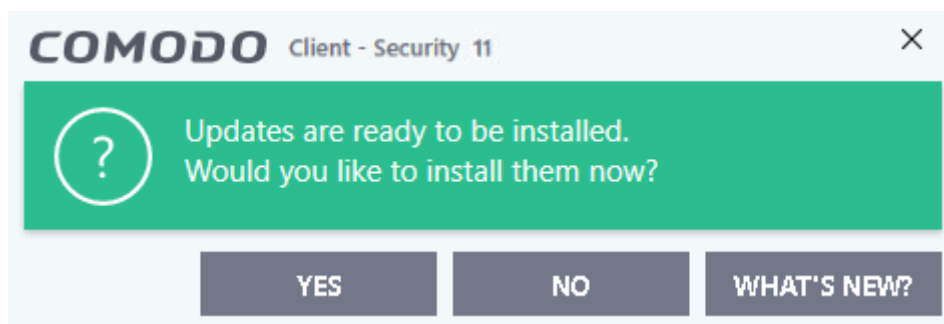 COMODO Client - Security 11
Updates are ready to be installed.
Would you like to install them now?
YES NO WHAT'S NEW?